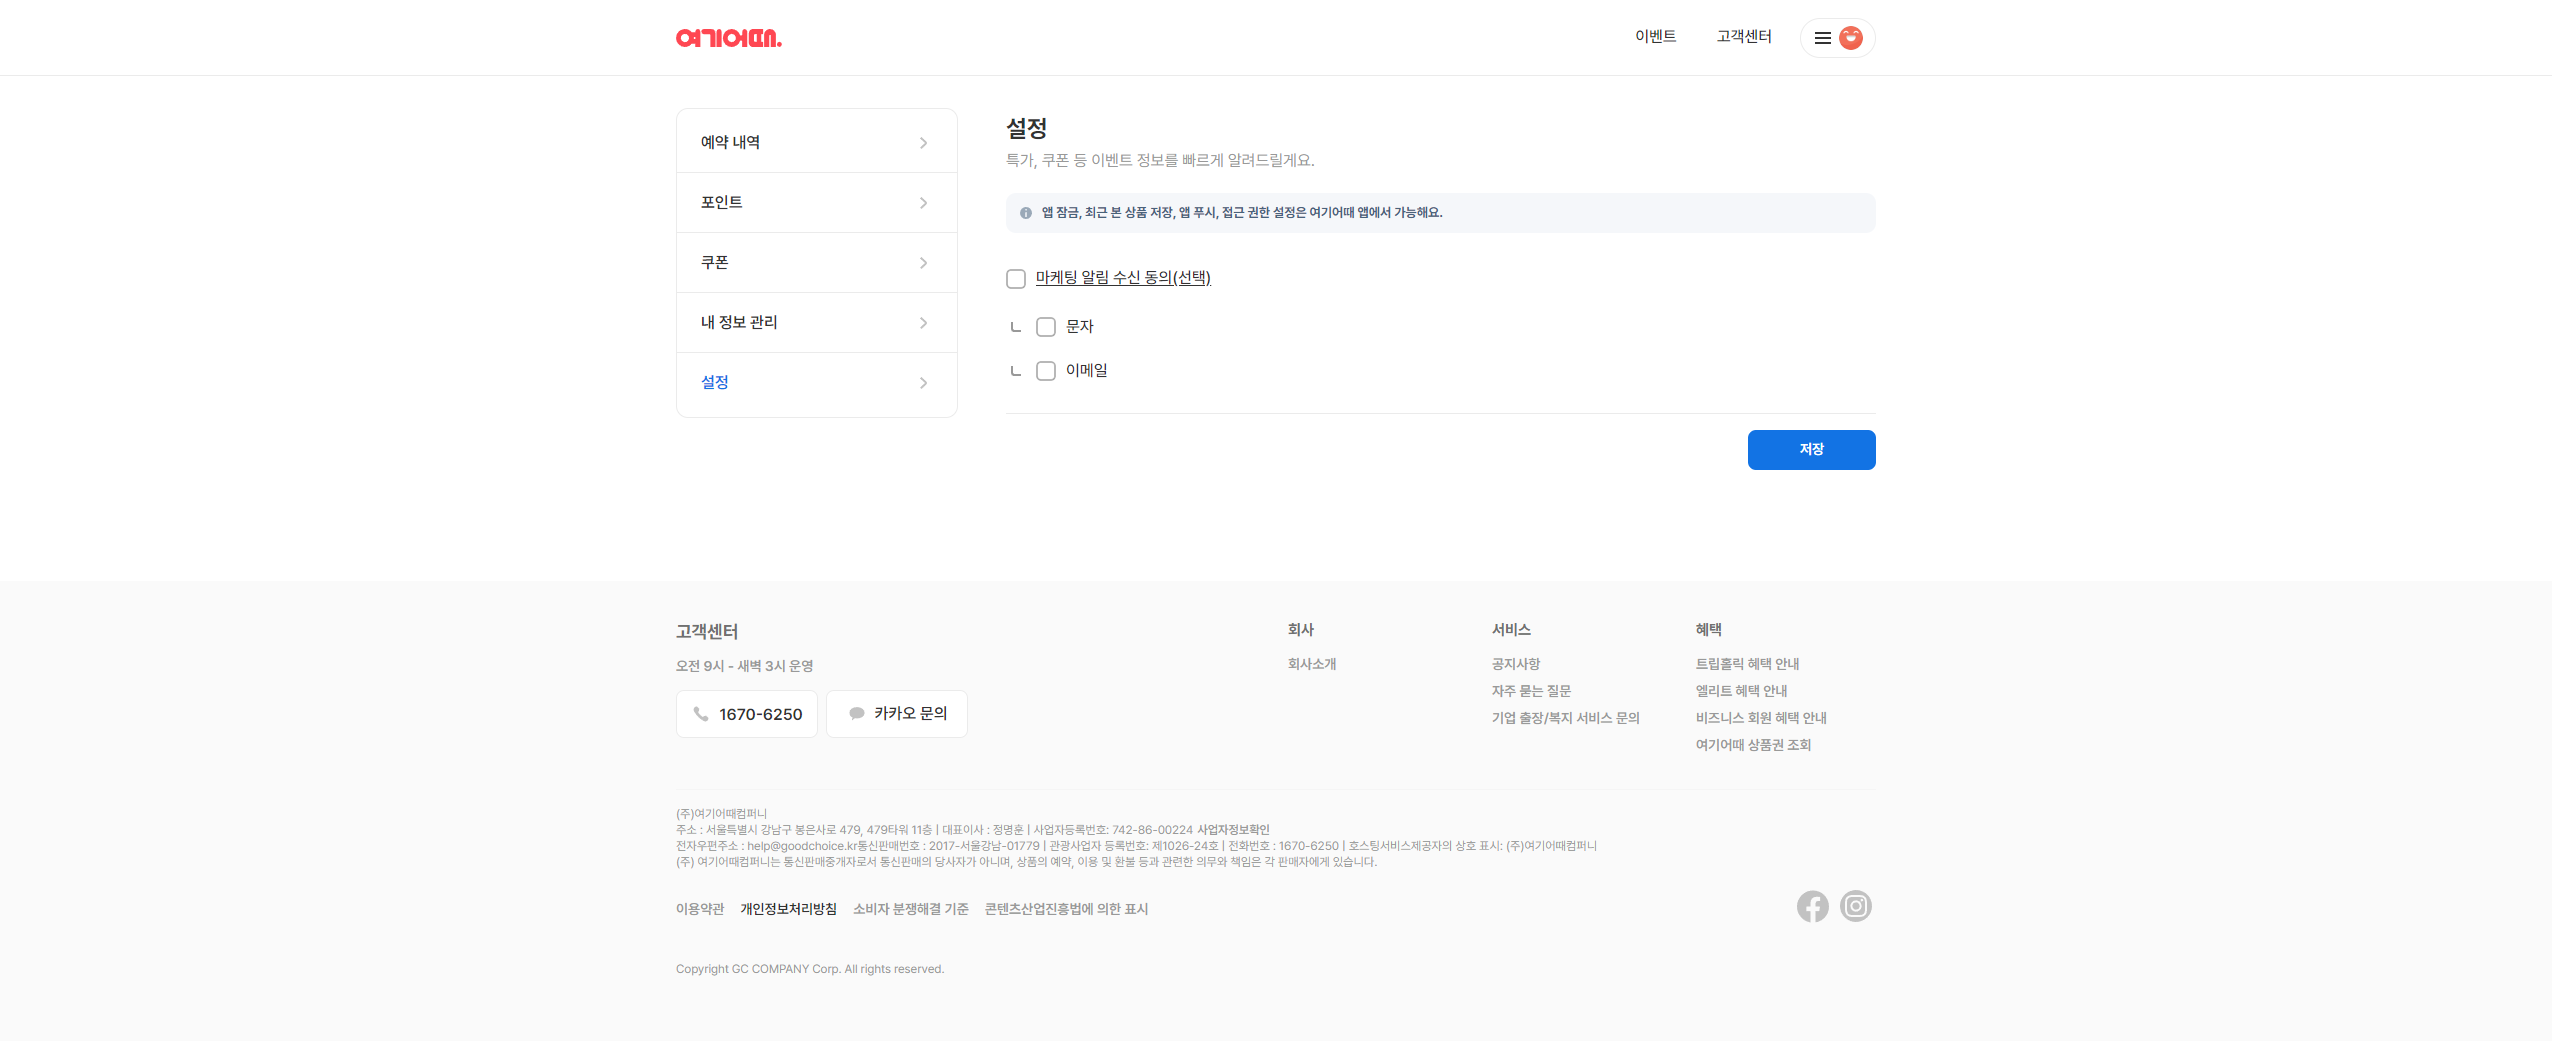 여기어때.
이벤트
고객센터
예약 내역
포인트
쿠폰
내 정보 관리
설정
설정
특가, 쿠폰 등 이벤트 정보를 빠르게 알려드릴게요.
앱 잠금, 최근 본 상품 저장, 앱 푸시, 접근 권한 설정은 여기어때 앱에서 가능해요.
마케팅 알림 수신 동의(선택)
문자
이메일
저장
고객센터
오전 9시 - 새벽 3시 운영
1670-6250
카카오 문의
회사
회사소개
서비스
공지사항
자주 묻는 질문
기업 출장/복지 서비스 문의
혜택
트립홀릭 혜택 안내
엘리트 혜택 안내
비즈니스 회원 혜택 안내
여기어때 상품권 조회
(주)여기어때컴퍼니
주소 : 서울특별시 강남구 봉은사로 479, 479타워 11층 | 대표이사 : 정명훈 | 사업자등록번호: 742-86-00224 사업자정보확인
전자우편주소 : help@goodchoice.kr통신판매번호 : 2017-서울강남-01779 | 관광사업자 등록번호: 제1026-24호 | 전화번호 : 1670-6250 | 호스팅서비스제공자의 상호 표시: (주)여기어때컴퍼니
(주) 여기어때컴퍼니는 통신판매중개자로서 통신판매의 당사자가 아니며, 상품의 예약, 이용 및 환불 등과 관련한 의무와 책임은 각 판매자에게 있습니다.
이용약관 개인정보처리방침 소비자 분쟁해결 기준 콘텐츠산업진흥법에 의한 표시
Copyright GC COMPANY Corp. All rights reserved.